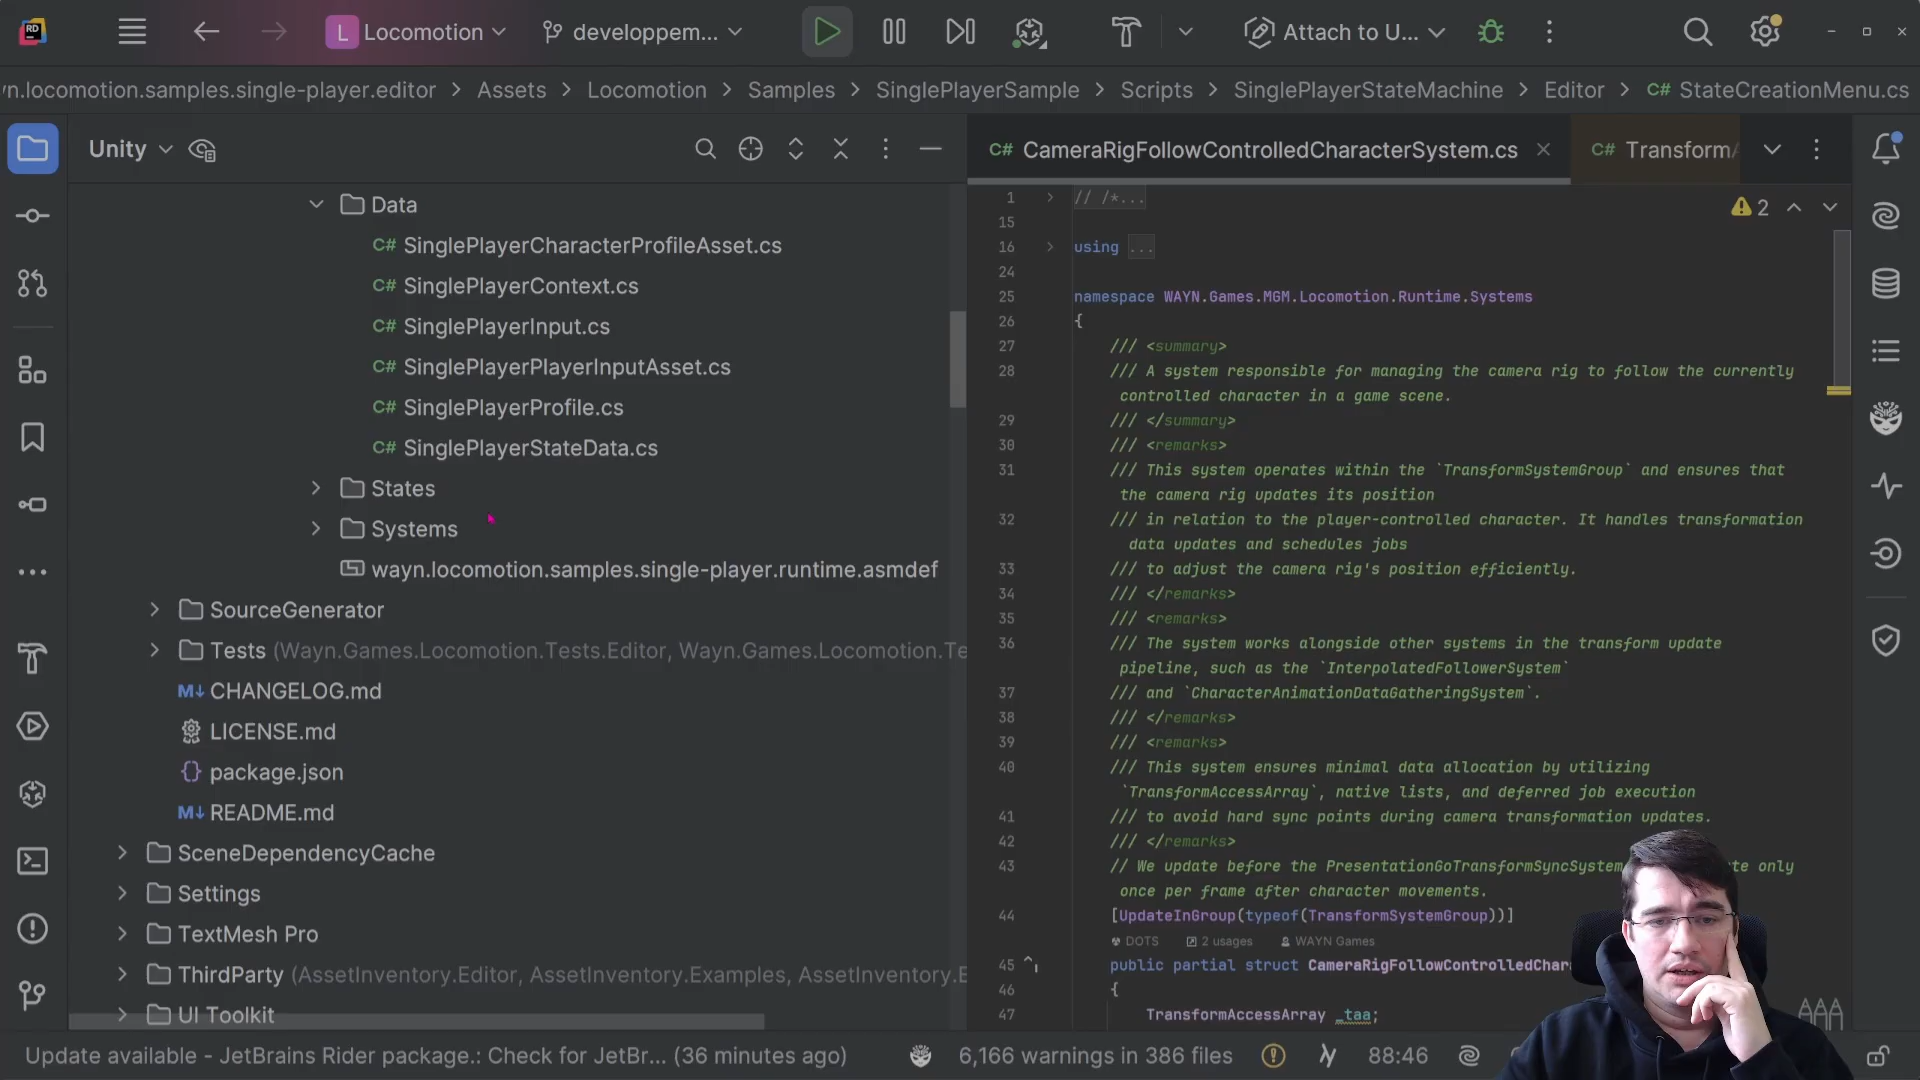 RD
L Locomotion
developpem...
Attach to U...
n.locomotion.samples.single-player.editor > Assets > Locomotion > Samples > SinglePlayerSample > Scripts > SinglePlayerStateMachine > Editor > C# StateCreationMenu.cs
Unity
Data
C# SinglePlayerCharacterProfileAsset.cs
C# SinglePlayerContext.cs
C# SinglePlayerInput.cs
C# SinglePlayerPlayerInputAsset.cs
C# SinglePlayerProfile.cs
C# SinglePlayerStateData.cs
States
Systems
wayn.locomotion.samples.single-player.runtime.asmdef
SourceGenerator
Tests (Wayn.Games.Locomotion.Tests.Editor, Wayn.Games.Locomotion.Te
M↓ CHANGELOG.md
LICENSE.md
{} package.json
M↓ README.md
SceneDependencyCache
Settings
TextMesh Pro
ThirdParty (AssetInventory.Editor, AssetInventory.Examples, AssetInventory.E
UI Toolkit
C# CameraRigFollowControlledCharacterSystem.cs
C# Transform
2
1 // /*...
15
16 using ...
24
25 namespace WAYN.Games.MGM.Locomotion.Runtime.Systems
26 {
27 /// <summary>
28 /// A system responsible for managing the camera rig to follow the currently
controlled character in a game scene.
29 /// </summary>
30 /// <remarks>
31 /// This system operates within the `TransformSystemGroup` and ensures that
the camera rig updates its position
32 /// in relation to the player-controlled character. It handles transformation
data updates and schedules jobs
33 /// to adjust the camera rig's position efficiently.
34 /// </remarks>
35 /// <remarks>
36 /// The system works alongside other systems in the transform update
pipeline, such as the `InterpolatedFollowerSystem`
37 /// and `CharacterAnimationDataGatheringSystem`.
38 /// </remarks>
39 /// <remarks>
40 /// This system ensures minimal data allocation by utilizing
`TransformAccessArray`, native lists, and deferred job execution
41 /// to avoid hard sync points during camera transformation updates.
42 /// </remarks>
43 // We update before the PresentationGoTransformSyncSystem te only
once per frame after character movements.
44 [UpdateInGroup(typeof(TransformSystemGroup))]
DOTS 2 usages WAYN Games
45 public partial struct CameraRigFollowControlledChar
46 {
47 TransformAccessArray _taa;
Update available - JetBrains Rider package.: Check for JetBr... (36 minutes ago)
6,166 warnings in 386 files
88:46